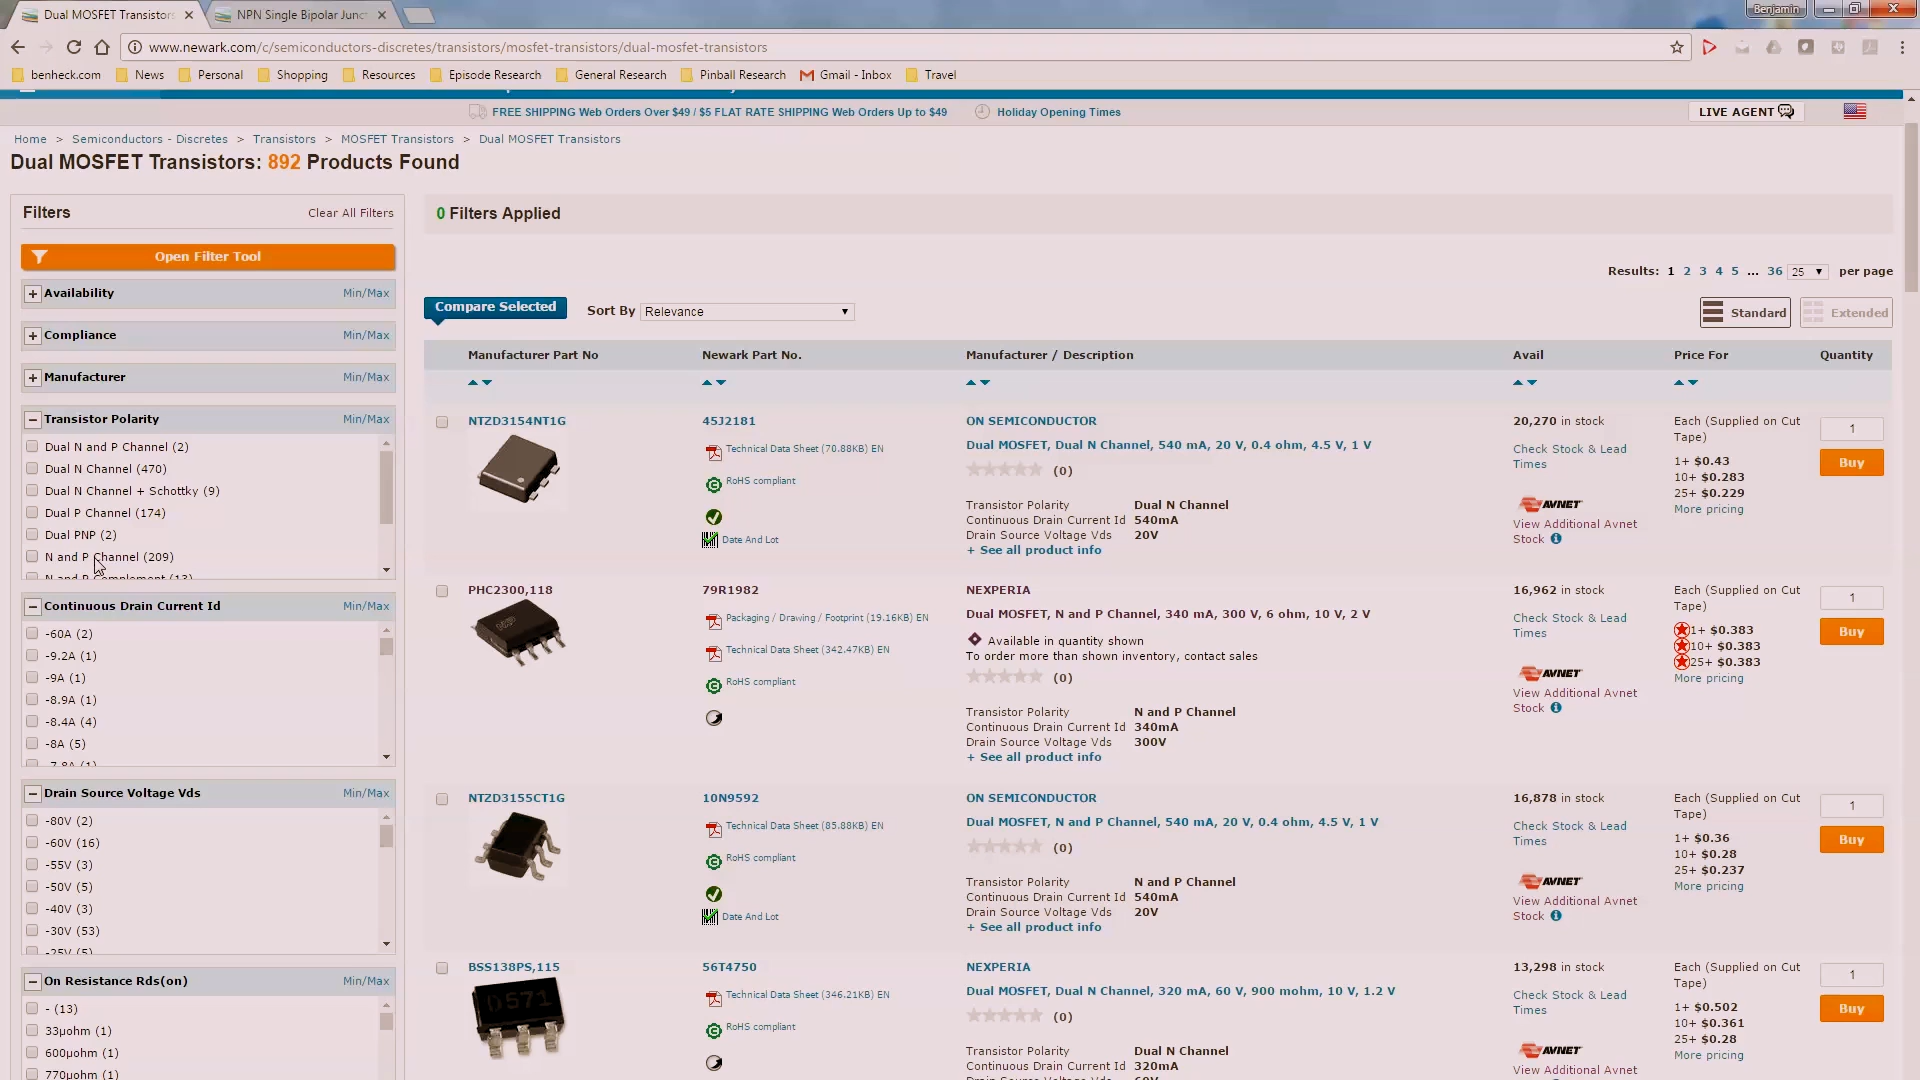 Dual MOSFET Transistors
NPN Single Bipolar Junc
Benjamin
www.newark.com/c/semiconductors-discretes/transistors/mosfet-transistors/dual-mosfet-transistors
benheck.com News Personal Shopping Resources Episode Research General Research Pinball Research Gmail - Inbox Travel
FREE SHIPPING Web Orders Over $49 / $5 FLAT RATE SHIPPING Web Orders Up to $49 Holiday Opening Times LIVE AGENT
Home > Semiconductors - Discretes > Transistors > MOSFET Transistors > Dual MOSFET Transistors
Dual MOSFET Transistors: 892 Products Found
Filters Clear All Filters
Open Filter Tool
+ Availability Min/Max
+ Compliance Min/Max
+ Manufacturer Min/Max
− Transistor Polarity Min/Max
Dual N and P Channel (2)
Dual N Channel (470)
Dual N Channel + Schottky (9)
Dual P Channel (174)
Dual PNP (2)
N and P Channel (209)
N and P Complement (13)
− Continuous Drain Current Id Min/Max
-60A (2)
-9.2A (1)
-9A (1)
-8.9A (1)
-8.4A (4)
-8A (5)
-7.8A (1)
− Drain Source Voltage Vds Min/Max
-80V (2)
-60V (16)
-55V (3)
-50V (5)
-40V (3)
-30V (53)
-25V (5)
− On Resistance Rds(on) Min/Max
- (13)
33µohm (1)
600µohm (1)
770µohm (1)
0 Filters Applied
Results: 1 2 3 4 5 ... 36 25 per page
Compare Selected Sort By Relevance Standard Extended
Manufacturer Part No Newark Part No. Manufacturer / Description Avail Price For Quantity
NTZD3154NT1G
45J2181
Technical Data Sheet (70.88KB) EN
RoHS compliant
Date And Lot
ON SEMICONDUCTOR
Dual MOSFET, Dual N Channel, 540 mA, 20 V, 0.4 ohm, 4.5 V, 1 V
(0)
Transistor Polarity Dual N Channel
Continuous Drain Current Id 540mA
Drain Source Voltage Vds 20V
+ See all product info
20,270 in stock
Check Stock & Lead
Times
AVNET
View Additional Avnet
Stock
Each (Supplied on Cut
Tape)
1+ $0.43
10+ $0.283
25+ $0.229
More pricing
1
Buy
PHC2300,118
79R1982
Packaging / Drawing / Footprint (19.16KB) EN
Technical Data Sheet (342.47KB) EN
RoHS compliant
NEXPERIA
Dual MOSFET, N and P Channel, 340 mA, 300 V, 6 ohm, 10 V, 2 V
Available in quantity shown
To order more than shown inventory, contact sales
(0)
Transistor Polarity N and P Channel
Continuous Drain Current Id 340mA
Drain Source Voltage Vds 300V
+ See all product info
16,962 in stock
Check Stock & Lead
Times
AVNET
View Additional Avnet
Stock
Each (Supplied on Cut
Tape)
1+ $0.383
10+ $0.383
25+ $0.383
More pricing
1
Buy
NTZD3155CT1G
10N9592
Technical Data Sheet (85.88KB) EN
RoHS compliant
Date And Lot
ON SEMICONDUCTOR
Dual MOSFET, N and P Channel, 540 mA, 20 V, 0.4 ohm, 4.5 V, 1 V
(0)
Transistor Polarity N and P Channel
Continuous Drain Current Id 540mA
Drain Source Voltage Vds 20V
+ See all product info
16,878 in stock
Check Stock & Lead
Times
AVNET
View Additional Avnet
Stock
Each (Supplied on Cut
Tape)
1+ $0.36
10+ $0.28
25+ $0.237
More pricing
1
Buy
BSS138PS,115
D571
56T4750
Technical Data Sheet (346.21KB) EN
RoHS compliant
NEXPERIA
Dual MOSFET, Dual N Channel, 320 mA, 60 V, 900 mohm, 10 V, 1.2 V
(0)
Transistor Polarity Dual N Channel
Continuous Drain Current Id 320mA
Drain Source Voltage Vds 60V
13,298 in stock
Check Stock & Lead
Times
AVNET
View Additional Avnet
Each (Supplied on Cut
Tape)
1+ $0.502
10+ $0.361
25+ $0.28
More pricing
1
Buy